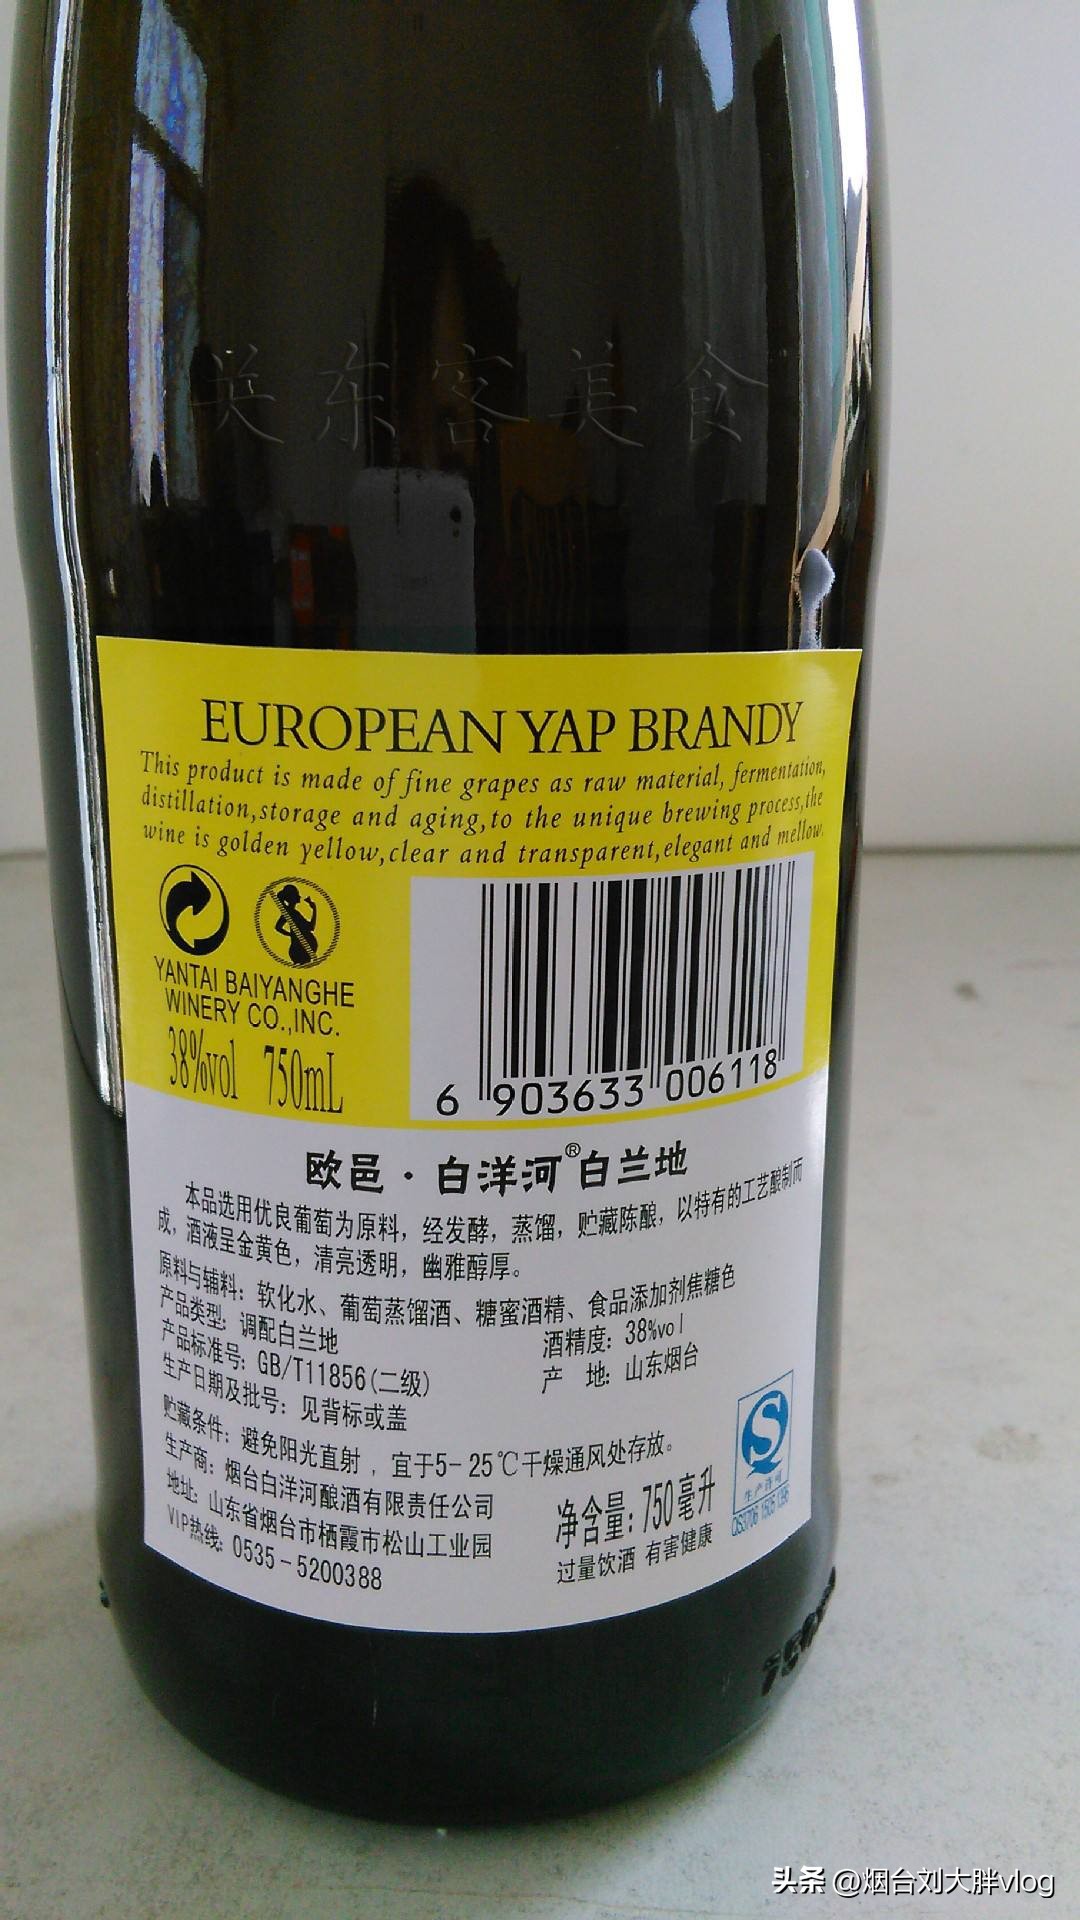 关东客美食
EUROPEAN YAP BRANDY
This product is made of fine grapes as raw material, fermentation,
distillation,storage and aging,to the unique brewing process,the
wine is golden yellow,clear and transparent,elegant and mellow.
YANTAI BAIYANGHE
WINERY CO.,INC.
38%vol 750mL
6 903633 006118
欧邑·白洋河®白兰地
本品选用优良葡萄为原料，经发酵，蒸馏，贮藏陈酿，以特有的工艺酿制而
成，酒液呈金黄色，清亮透明，幽雅醇厚。
原料与辅料：软化水、葡萄蒸馏酒、糖蜜酒精、食品添加剂焦糖色
产品类型：调配白兰地 酒精度：38%vol
产品标准号：GB/T11856(二级) 产 地：山东烟台
生产日期及批号：见背标或盖
贮藏条件：避免阳光直射，宜于5-25℃干燥通风处存放。
生产商：烟台白洋河酿酒有限责任公司
地址：山东省烟台市栖霞市松山工业园
VIP热线：0535-5200388
净含量：750毫升
过量饮酒 有害健康
生产许可
QS3706 1505 1296
头条 @烟台刘大胖vlog